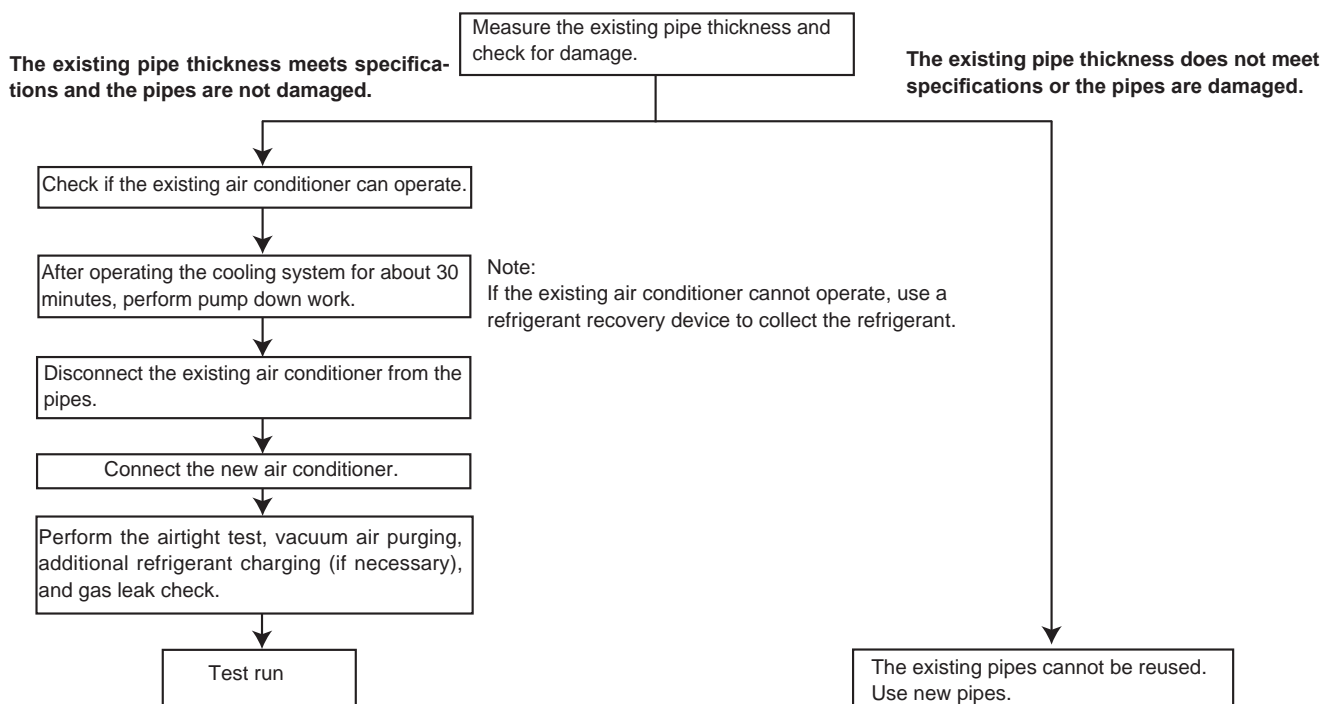 Measure the existing pipe thickness and
check for damage.
The existing pipe thickness meets specifica-
tions and the pipes are not damaged.
The existing pipe thickness does not meet
specifications or the pipes are damaged.
Check if the existing air conditioner can operate.
After operating the cooling system for about 30
minutes, perform pump down work.
Note:
If the existing air conditioner cannot operate, use a
refrigerant recovery device to collect the refrigerant.
Disconnect the existing air conditioner from the
pipes.
Connect the new air conditioner.
Perform the airtight test, vacuum air purging,
additional refrigerant charging (if necessary),
and gas leak check.
Test run
The existing pipes cannot be reused.
Use new pipes.